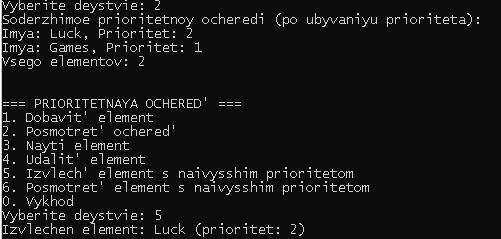 Vyberite deystvie: 2
Soderzhimoe prioritetnoy ocheredi (po ubyvaniyu prioriteta):
Imya: Luck, Prioritet: 2
Imya: Games, Prioritet: 1
Vsego elementov: 2
=== PRIORITETNAYA OCHERED' ===
1. Dobavit' element
2. Posmotret' ochered'
3. Nayti element
4. Udalit' element
5. Izvlech' element s naivysshim prioritetom
6. Posmotret' element s naivysshim prioritetom
0. Vykhod
Vyberite deystvie: 5
Izvlechen element: Luck (prioritet: 2)